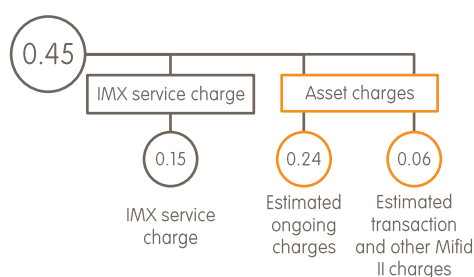 0.45
IMX service charge
Asset charges
0.15
0.24
0.06
IMX service
charge
Estimated
ongoing
charges
Estimated
transaction
and other Mifid
II charges